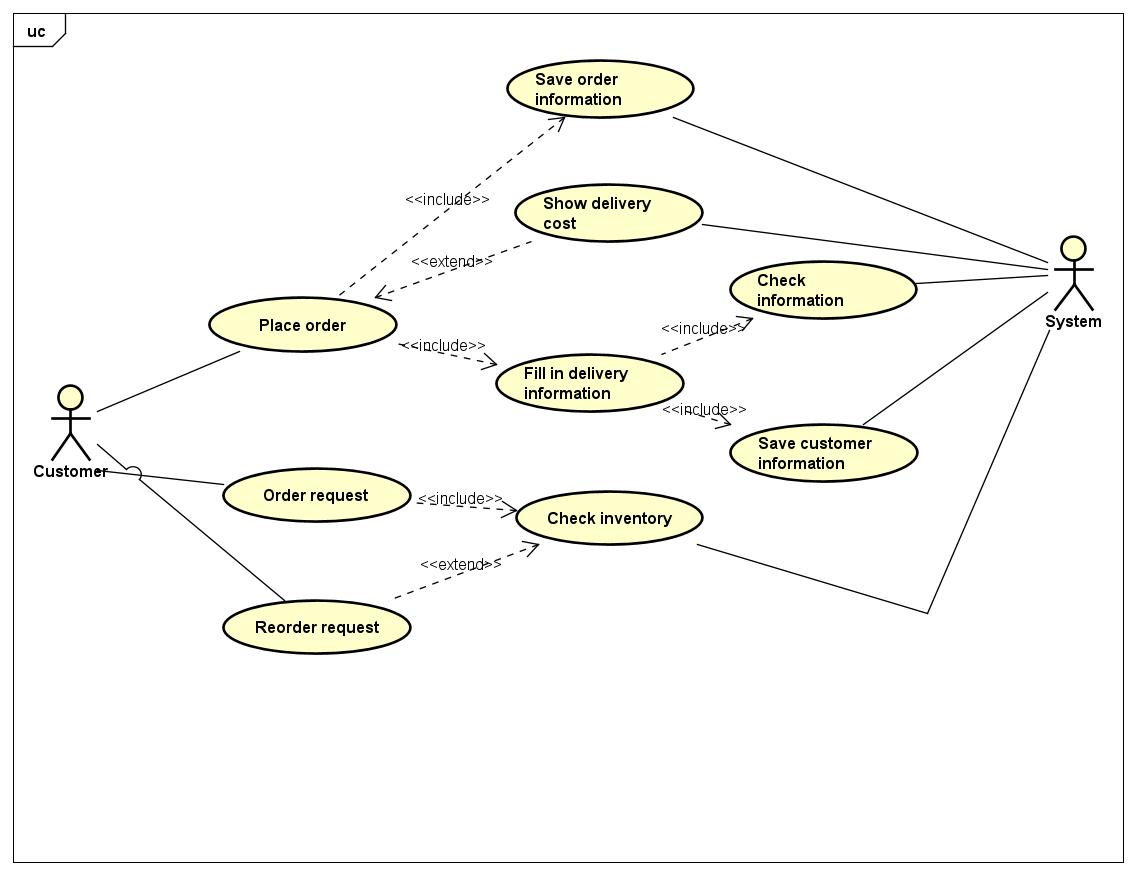 uc
Save order
information
<<include>>
Show delivery
cost
<<extend>>
Check
information
System
Place order
<<include>>
<<include>>
Fill in delivery
information
<<include>>
Save customer
information
Customer
Order request
<<include>>
Check inventory
<<extend>>
Reorder request